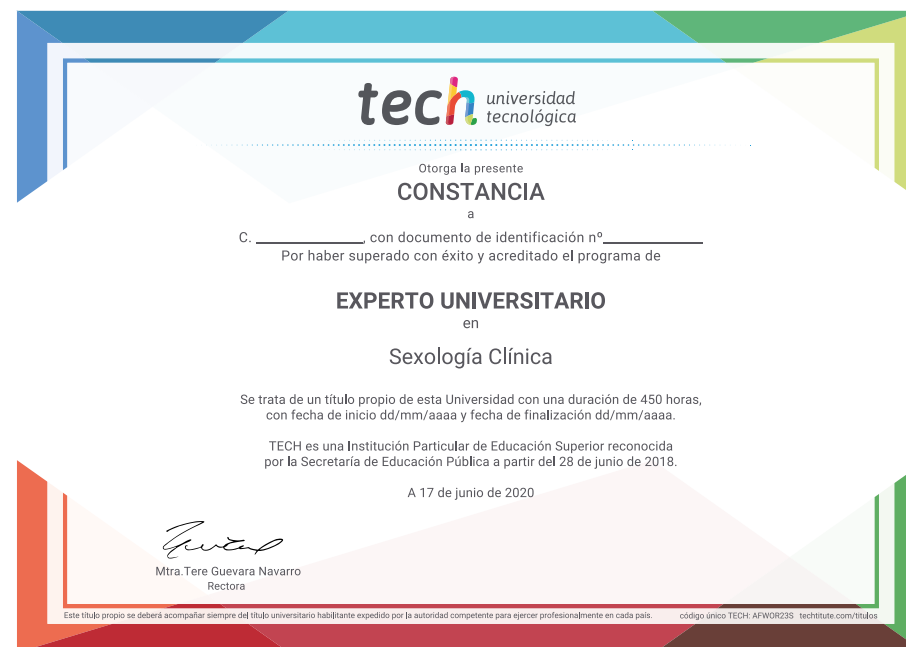 tech universidad
tecnológica
Otorga la presente
CONSTANCIA
a
C. ______________, con documento de identificación nº_____________
Por haber superado con éxito y acreditado el programa de
EXPERTO UNIVERSITARIO
en
Sexología Clínica
Se trata de un título propio de esta Universidad con una duración de 450 horas,
con fecha de inicio dd/mm/aaaa y fecha de finalización dd/mm/aaaa.
TECH es una Institución Particular de Educación Superior reconocida
por la Secretaría de Educación Pública a partir del 28 de junio de 2018.
A 17 de junio de 2020
Mtra.Tere Guevara Navarro
Rectora
Este título propio se deberá acompañar siempre del título universitario habilitante expedido por la autoridad competente para ejercer profesionalmente en cada país. código único TECH: AFWOR23S techtitute.com/titulos